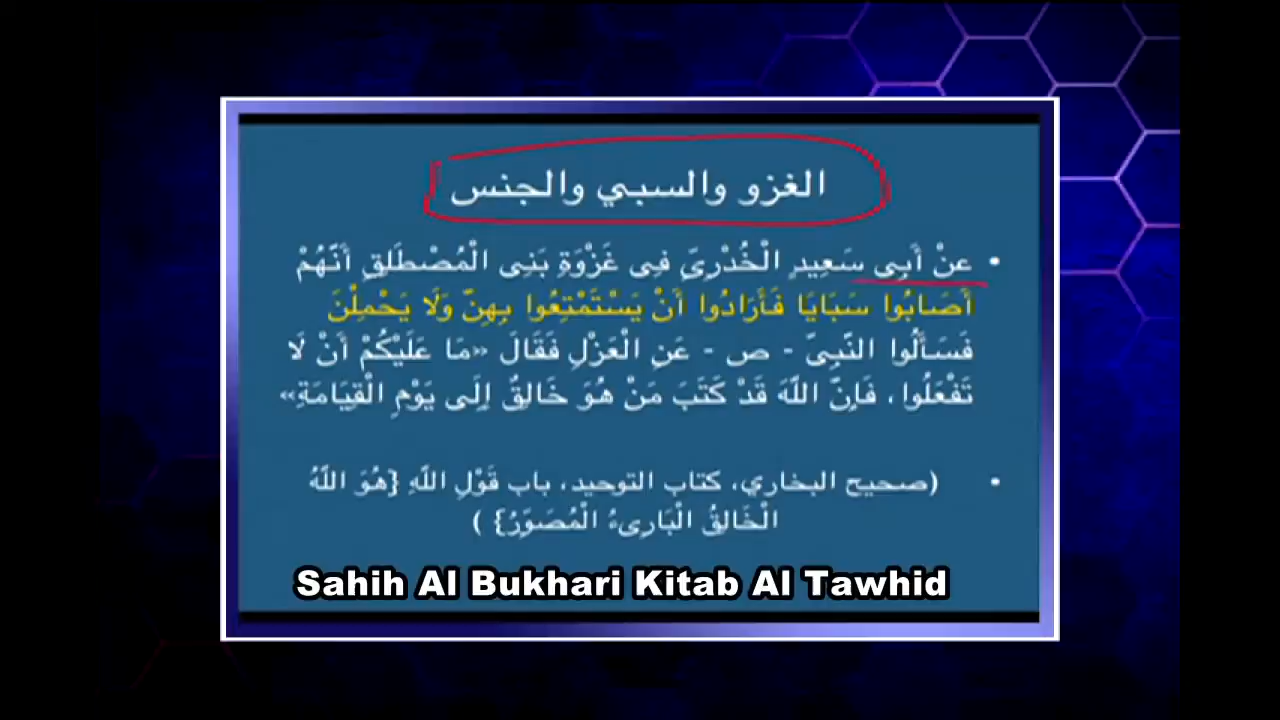 الغزو والسبي والجنس
• عنْ أَبِى سَعِيدٍ الْخُدْرِىِّ فِى غَزْوَةِ بَنِى الْمُصْطَلِقِ أَنَّهُمْ
أَصَابُوا سَبَايَا فَأَرَادُوا أَنْ يَسْتَمْتِعُوا بِهِنَّ وَلَا يَحْمِلْنَ
فَسَأَلُوا النَّبِىَّ - ص - عَنِ الْعَزْلِ فَقَالَ «مَا عَلَيْكُمْ أَنْ لَا
تَفْعَلُوا، فَإِنَّ اللَّهَ قَدْ كَتَبَ مَنْ هُوَ خَالِقٌ إِلَى يَوْمِ الْقِيَامَةِ»
• (صحيح البخاري، كتاب التوحيد، باب قَوْلِ اللَّهِ {هُوَ اللَّهُ
الْخَالِقُ الْبَارِىءُ الْمُصَوِّرُ} )
Sahih Al Bukhari Kitab Al Tawhid